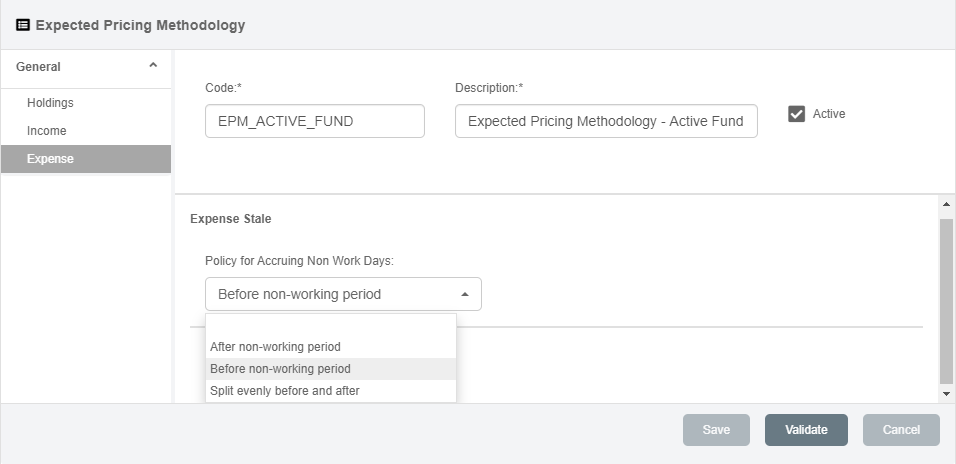 Expected Pricing Methodology
General
Holdings
Income
Expense
Code:*
Description:*
EPM_ACTIVE_FUND
Expected Pricing Methodology - Active Fund
Active
Expense Stale
Policy for Accruing Non Work Days:
Before non-working period
After non-working period
Before non-working period
Split evenly before and after
Save
Validate
Cancel